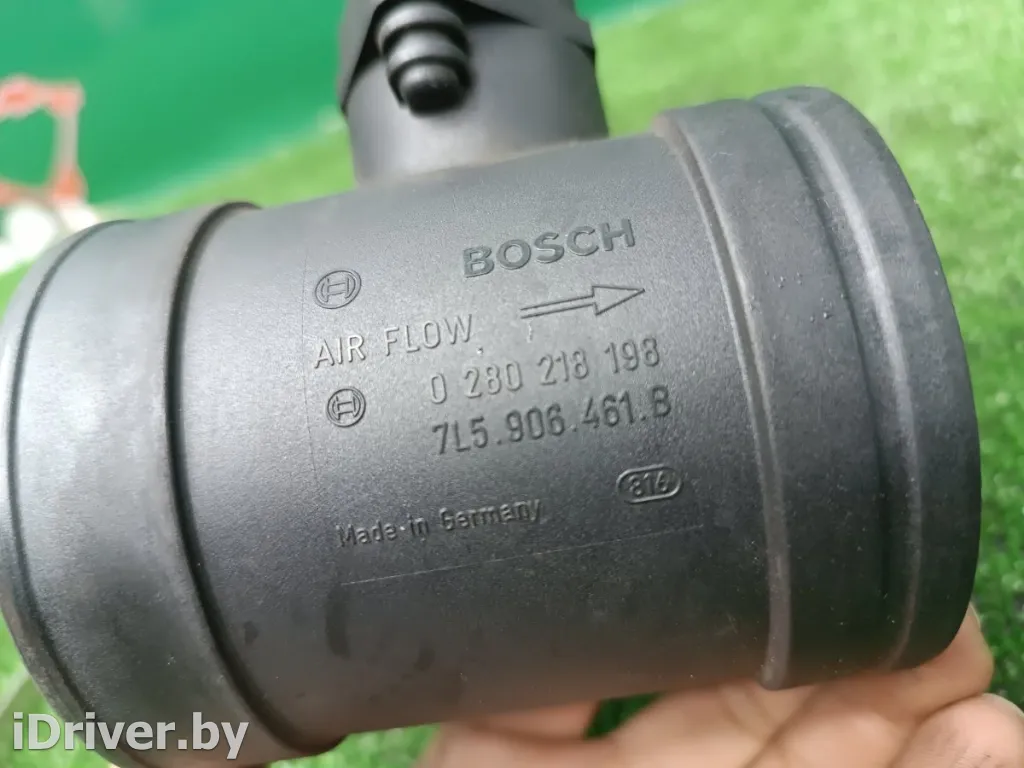 BOSCH
AIR FLOW
0 280 218 198
7L5.906.461.B
816
Made in Germany
iDriver.by